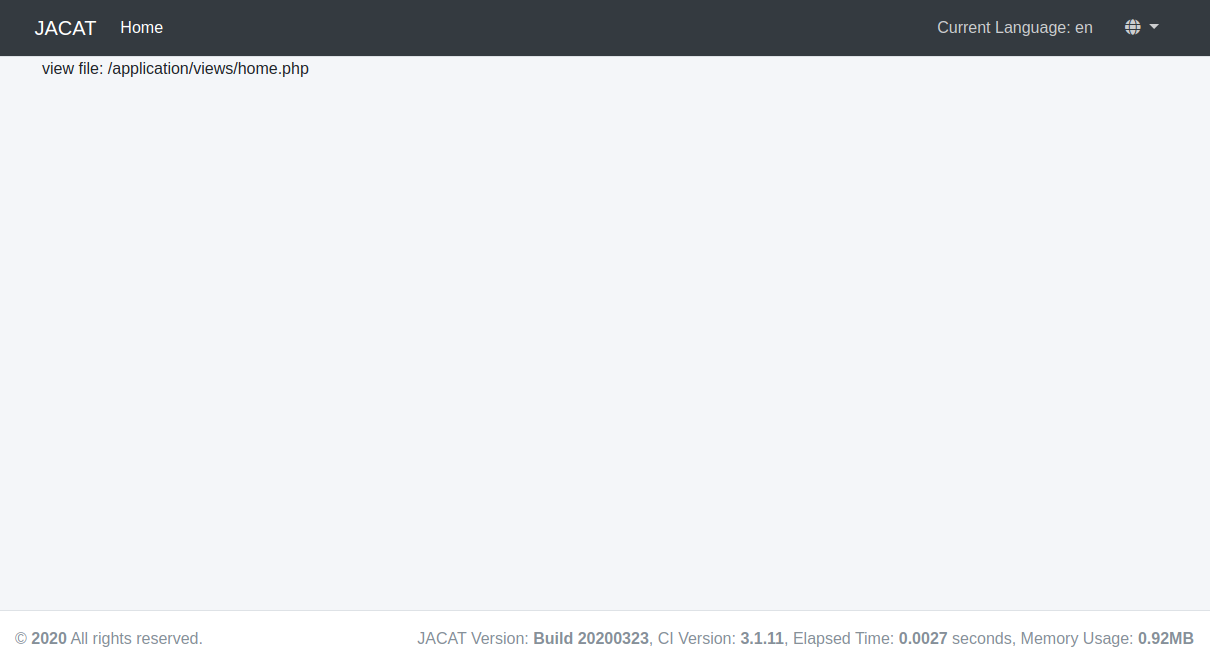 JACAT Home Current Language: en
view file: /application/views/home.php
© 2020 All rights reserved. JACAT Version: Build 20200323, CI Version: 3.1.11, Elapsed Time: 0.0027 seconds, Memory Usage: 0.92MB